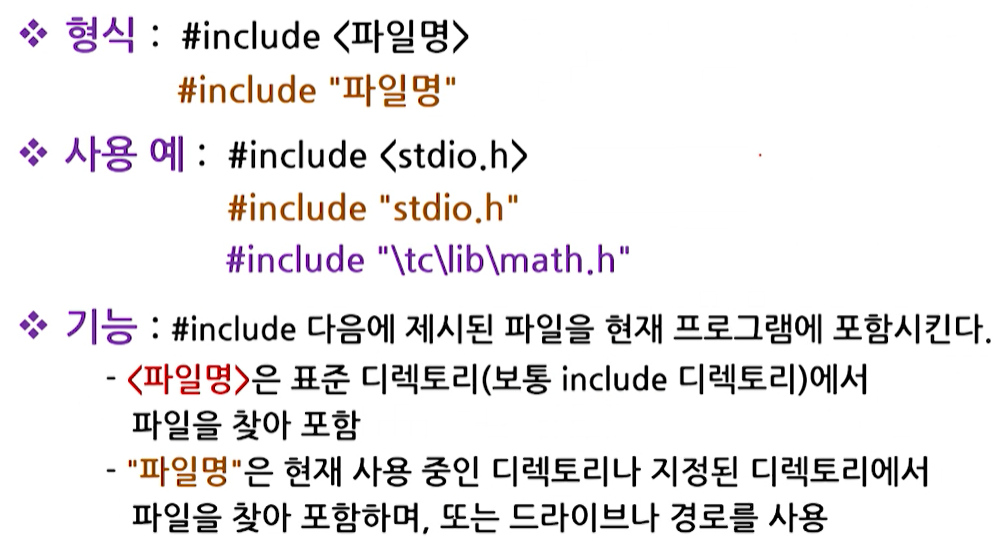 ❖ 형식 : #include <파일명>
#include "파일명"
❖ 사용 예 : #include <stdio.h>
#include "stdio.h"
#include "\tc\lib\math.h"
❖ 기능 : #include 다음에 제시된 파일을 현재 프로그램에 포함시킨다.
- <파일명>은 표준 디렉토리(보통 include 디렉토리)에서
파일을 찾아 포함
- "파일명"은 현재 사용 중인 디렉토리나 지정된 디렉토리에서
파일을 찾아 포함하며, 또는 드라이브나 경로를 사용